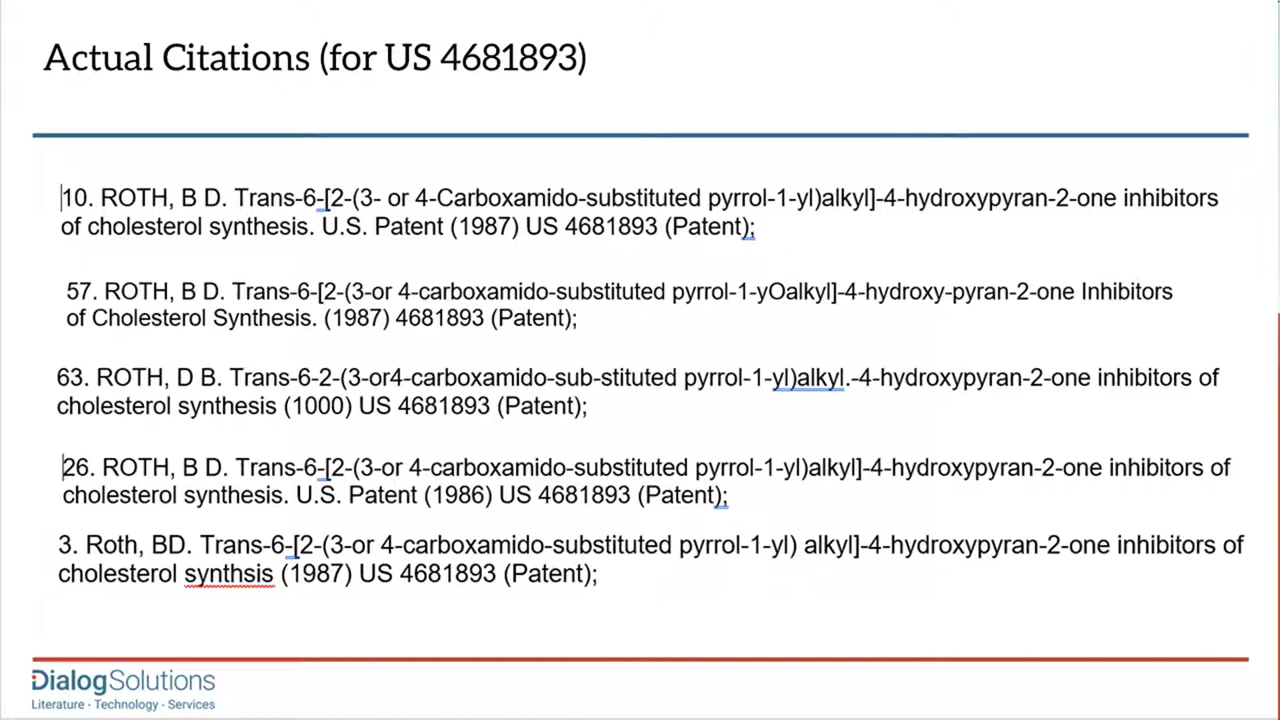 Actual Citations (for US 4681893)
10. ROTH, B D. Trans-6-[2-(3- or 4-Carboxamido-substituted pyrrol-1-yl)alkyl]-4-hydroxypyran-2-one inhibitors
of cholesterol synthesis. U.S. Patent (1987) US 4681893 (Patent);
57. ROTH, B D. Trans-6-[2-(3-or 4-carboxamido-substituted pyrrol-1-yOalkyl]-4-hydroxy-pyran-2-one Inhibitors
of Cholesterol Synthesis. (1987) 4681893 (Patent);
63. ROTH, D B. Trans-6-2-(3-or4-carboxamido-sub-stituted pyrrol-1-yl)alkyl.-4-hydroxypyran-2-one inhibitors of
cholesterol synthesis (1000) US 4681893 (Patent);
26. ROTH, B D. Trans-6-[2-(3-or 4-carboxamido-substituted pyrrol-1-yl)alkyl]-4-hydroxypyran-2-one inhibitors of
cholesterol synthesis. U.S. Patent (1986) US 4681893 (Patent);
3. Roth, BD. Trans-6-[2-(3-or 4-carboxamido-substituted pyrrol-1-yl) alkyl]-4-hydroxypyran-2-one inhibitors of
cholesterol synthsis (1987) US 4681893 (Patent);
DialogSolutions
Literature · Technology · Services